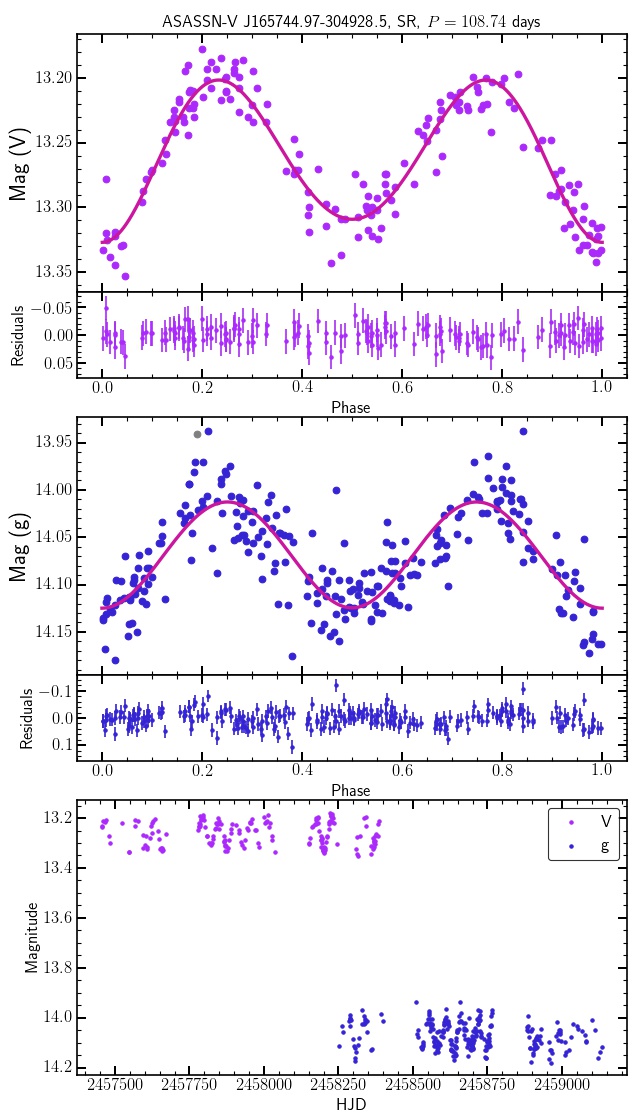 ASASSN-V J165744.97-304928.5, SR, P = 108.74 days
Mag (V)
13.20
13.25
13.30
13.35
Residuals
−0.05
0.00
0.05
0.0 0.2 0.4 0.6 0.8 1.0
Phase
Mag (g)
13.95
14.00
14.05
14.10
14.15
Residuals
−0.1
0.0
0.1
0.0 0.2 0.4 0.6 0.8 1.0
Phase
Magnitude
13.2
13.4
13.6
13.8
14.0
14.2
V
g
2457500 2457750 2458000 2458250 2458500 2458750 2459000
HJD